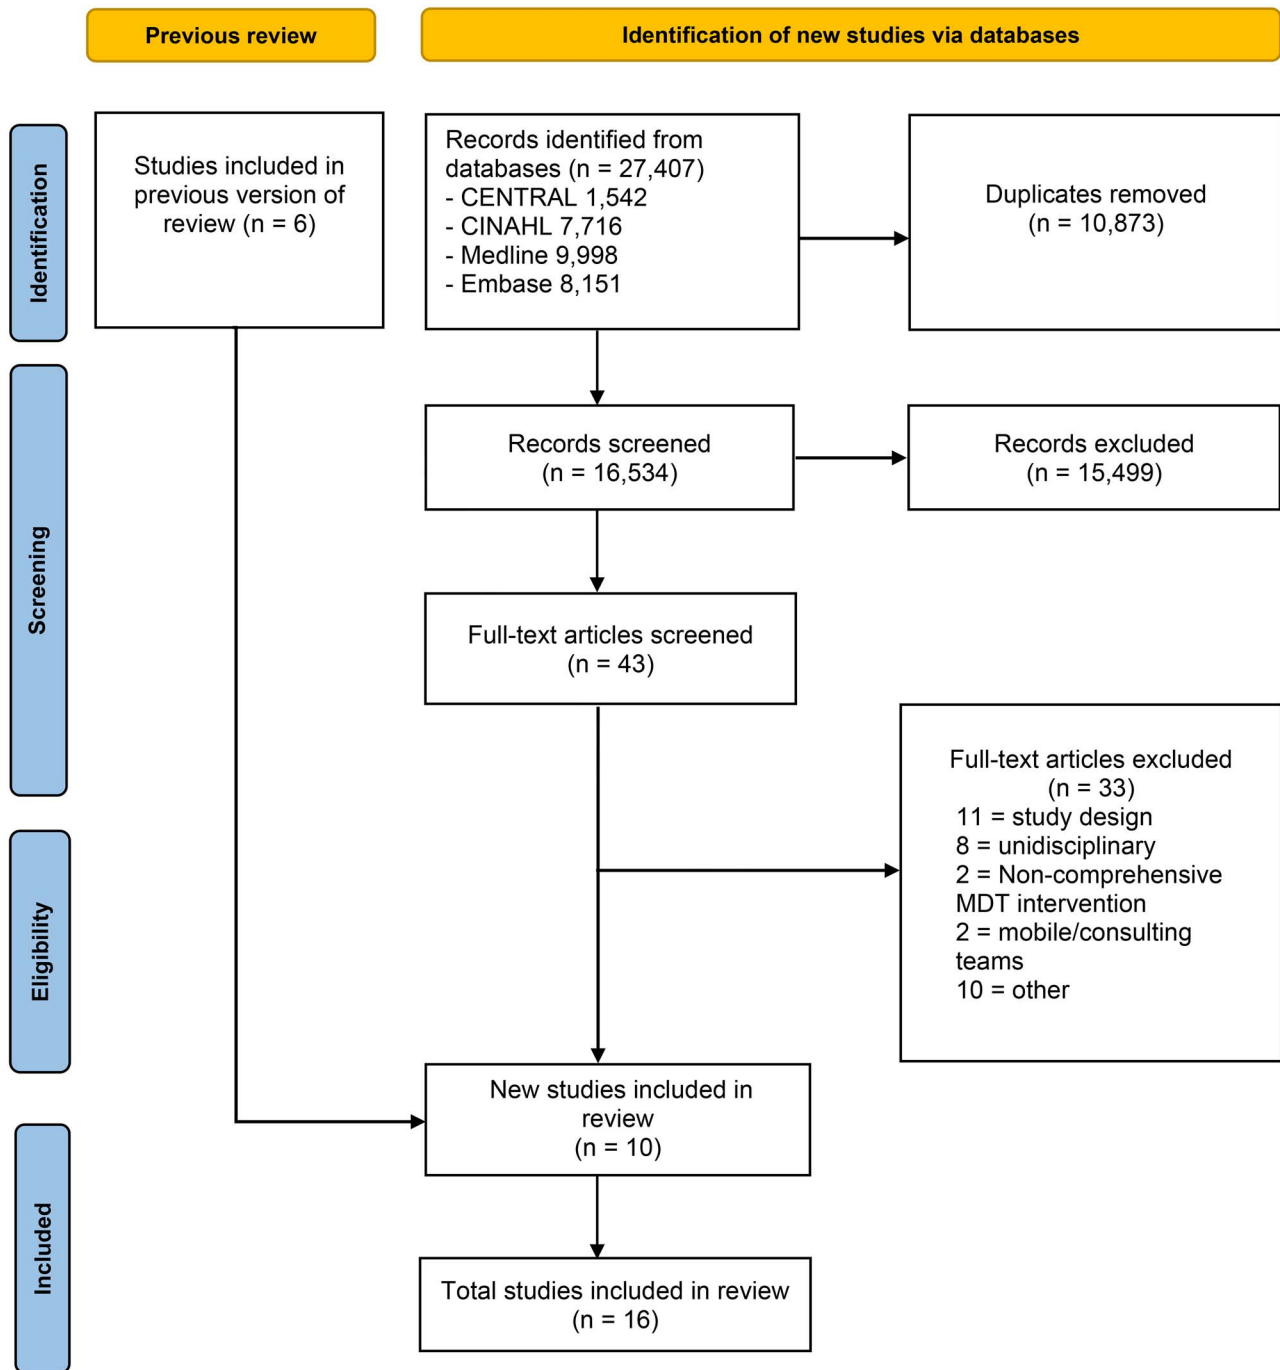 Previous review
Identification of new studies via databases
Identification
Studies included in
previous version of
review (n = 6)
Records identified from
databases (n = 27,407)
- CENTRAL 1,542
- CINAHL 7,716
- Medline 9,998
- Embase 8,151
Duplicates removed
(n = 10,873)
Screening
Records screened
(n = 16,534)
Records excluded
(n = 15,499)
Full-text articles screened
(n = 43)
Eligibility
Full-text articles excluded
(n = 33)
11 = study design
8 = unidisciplinary
2 = Non-comprehensive
MDT intervention
2 = mobile/consulting
teams
10 = other
Included
New studies included in
review
(n = 10)
Total studies included in review
(n = 16)